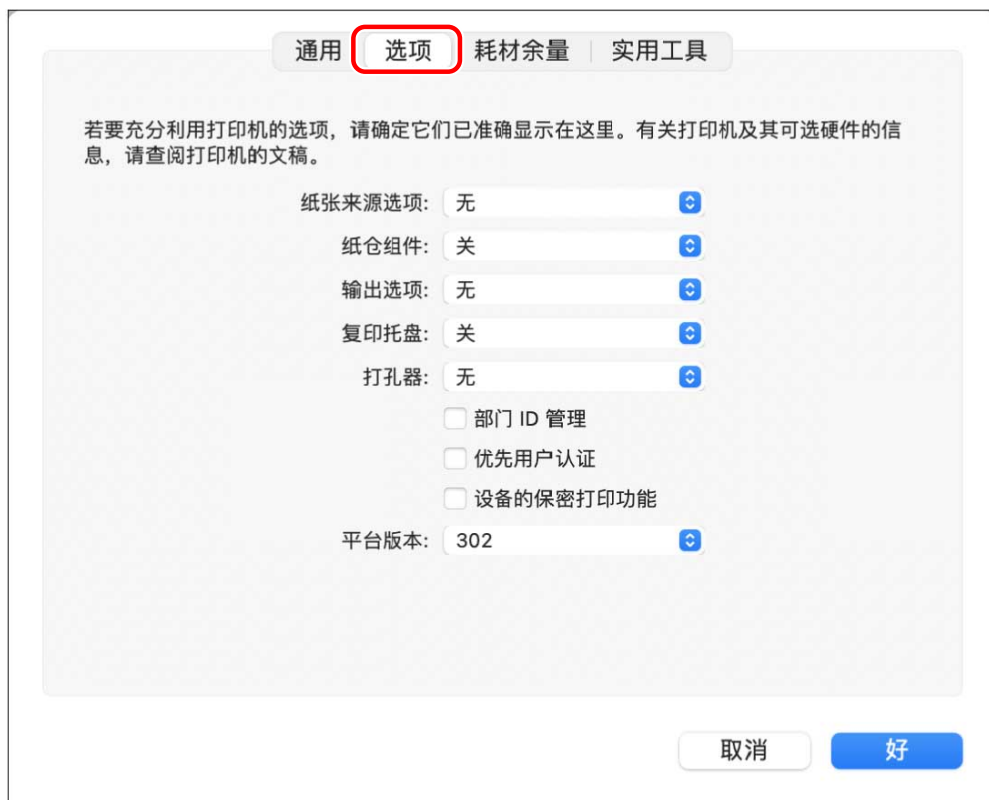 通用 选项 耗材余量 实用工具
若要充分利用打印机的选项，请确定它们已准确显示在这里。有关打印机及其可选硬件的信
息，请查阅打印机的文稿。
纸张来源选项: 无
纸仓组件: 关
输出选项: 无
复印托盘: 关
打孔器: 无
部门 ID 管理
优先用户认证
设备的保密打印功能
平台版本: 302
取消 好